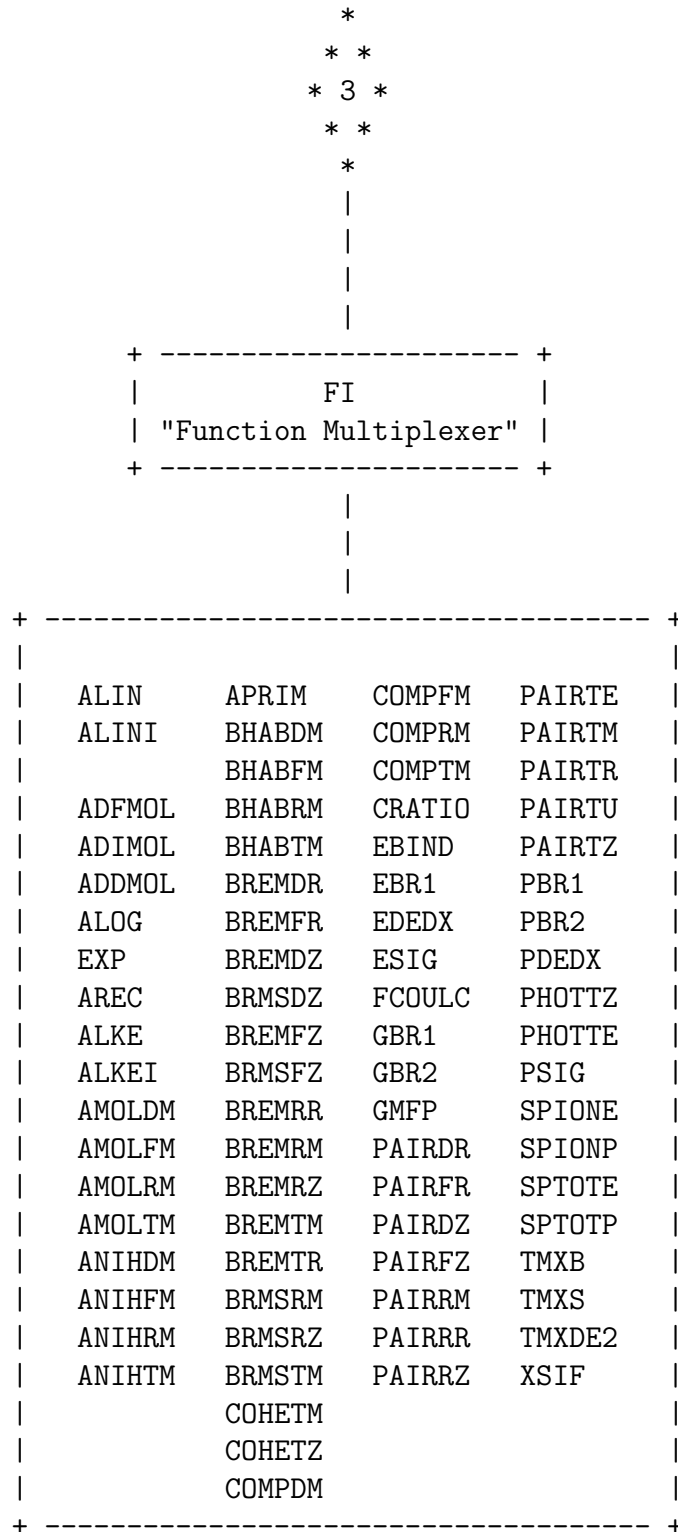 *
* *
* 3 *
* *
*
|
|
|
|
+ ---------------------- +
| FI |
| "Function Multiplexer" |
+ ---------------------- +
|
|
|
+ ------------------------------------- +
| |
| ALIN APRIM COMPFM PAIRTE |
| ALINI BHABDM COMPRM PAIRTM |
| BHABFM COMPTM PAIRTR |
| ADFMOL BHABRM CRATIO PAIRTU |
| ADIMOL BHABTM EBIND PAIRTZ |
| ADDMOL BREMDR EBR1 PBR1 |
| ALOG BREMFR EDEDX PBR2 |
| EXP BREMDZ ESIG PDEDX |
| AREC BRMSDZ FCOULC PHOTTZ |
| ALKE BREMFZ GBR1 PHOTTE |
| ALKEI BRMSFZ GBR2 PSIG |
| AMOLDM BREMRR GMFP SPIONE |
| AMOLFM BREMRM PAIRDR SPIONP |
| AMOLRM BREMRZ PAIRFR SPTOTE |
| AMOLTM BREMTM PAIRDZ SPTOTP |
| ANIHDM BREMTR PAIRFZ TMXB |
| ANIHFM BRMSRM PAIRRM TMXS |
| ANIHRM BRMSRZ PAIRRR TMXDE2 |
| ANIHTM BRMSTM PAIRRZ XSIF |
| COHETM |
| COHETZ |
| COMPDM |
+ ------------------------------------- +